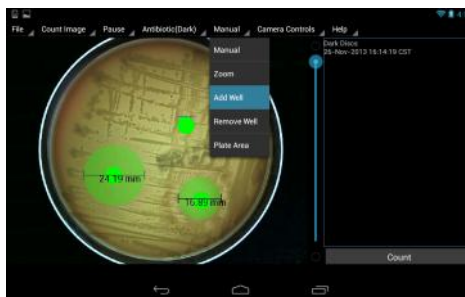 File Count Image Pause Antibiotic(Dark) Manual Camera Controls Help
Manual
Zoom
Add Well
Remove Well
Plate Area
Dark Discs
26-Nov-2013 16:14:19 CST
24.19 mm
16.89 mm
Count